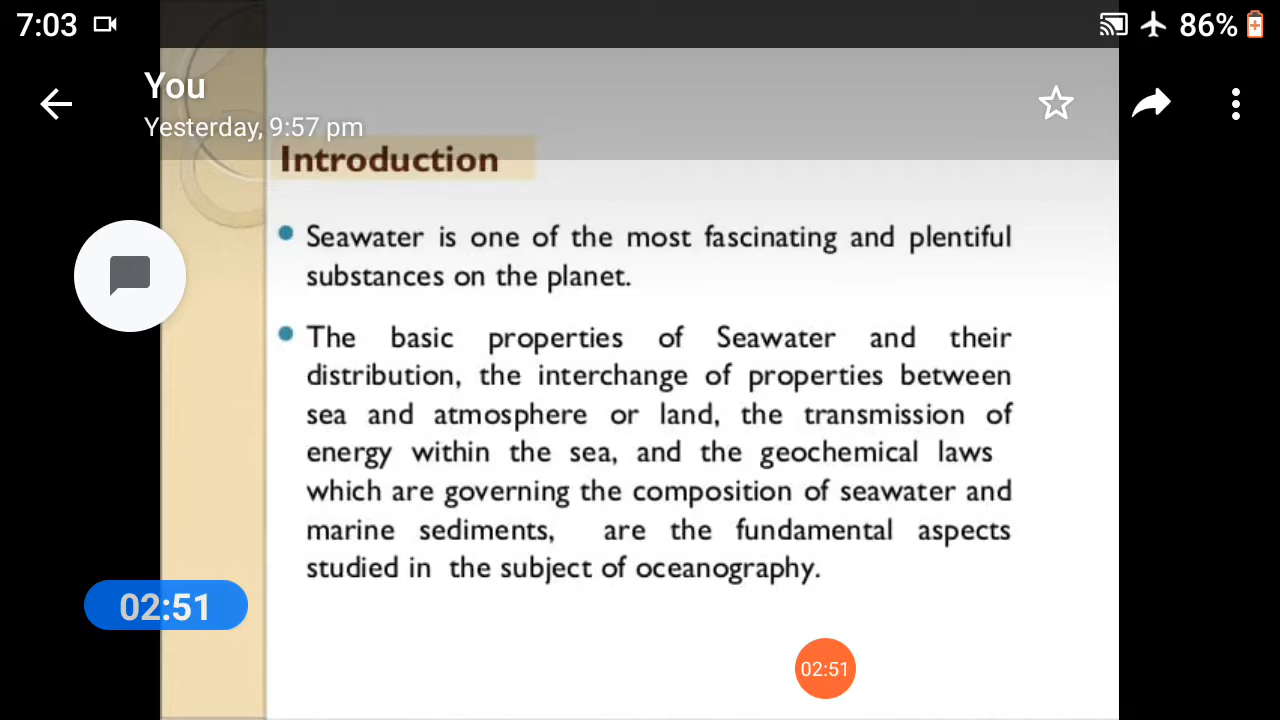 7:03
86%
You
Yesterday, 9:57 pm
Introduction
Seawater is one of the most fascinating and plentiful
substances on the planet.
The basic properties of Seawater and their
distribution, the interchange of properties between
sea and atmosphere or land, the transmission of
energy within the sea, and the geochemical laws
which are governing the composition of seawater and
marine sediments, are the fundamental aspects
studied in the subject of oceanography.
02:51
02:51